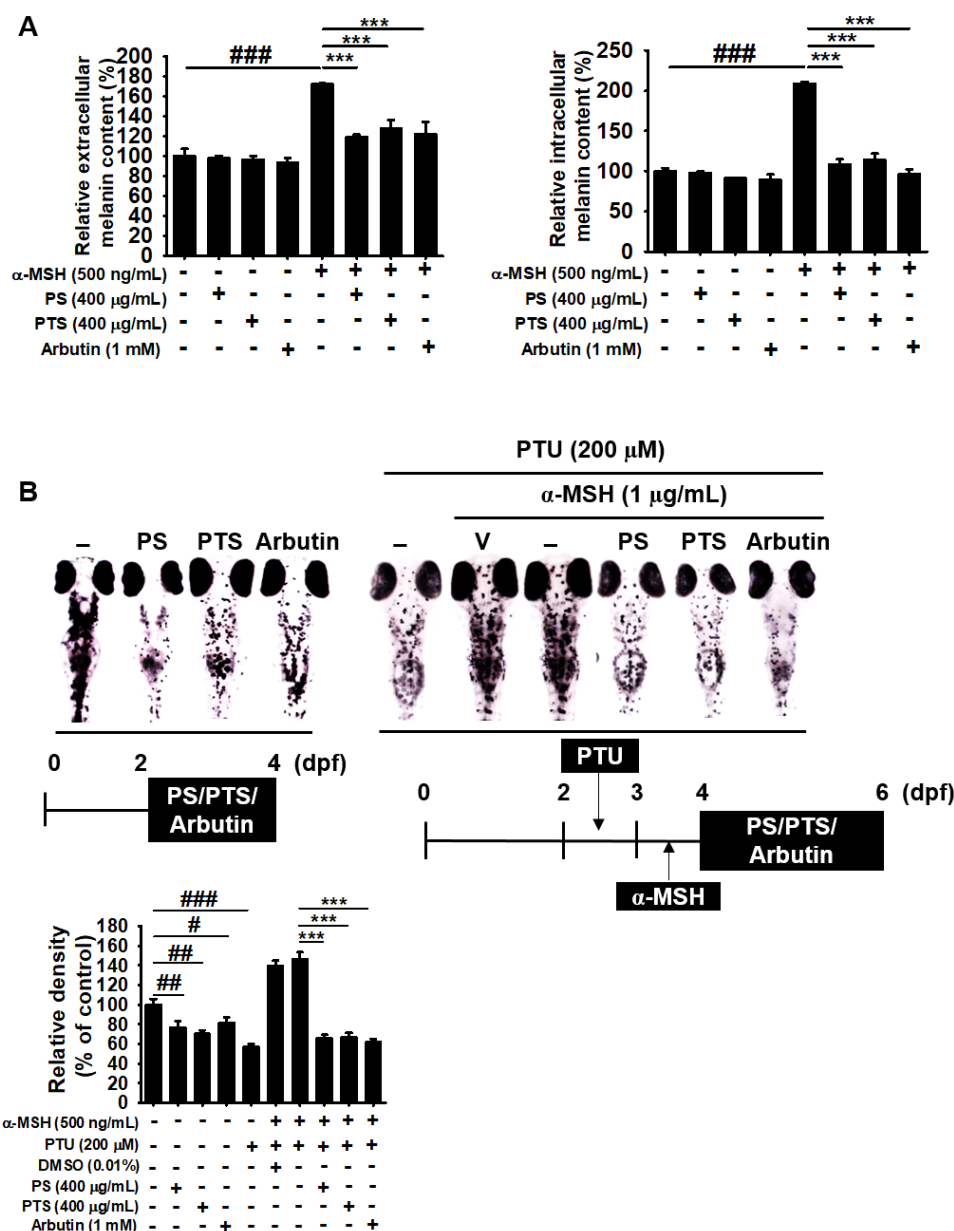 A
Relative extracellular
melanin content (%)
200
180
160
140
120
100
80
60
40
20
0
###
***
***
***
α-MSH (500 ng/mL) - - - - + + + +
PS (400 μg/mL) - + - - - + - -
PTS (400 μg/mL) - - + - - - + -
Arbutin (1 mM) - - - + - - - +
Relative intracellular
melanin content (%)
250
200
150
100
50
0
###
***
***
***
α-MSH (500 ng/mL) - - - - + + + +
PS (400 μg/mL) - + - - - + - -
PTS (400 μg/mL) - - + - - - + -
Arbutin (1 mM) - - - + - - - +
B
PTU (200 μM)
α-MSH (1 μg/mL)
– PS PTS Arbutin
– V – PS PTS Arbutin
0 2 4 (dpf)
PS/PTS/
Arbutin
PTU
0 2 3 4 6 (dpf)
PS/PTS/
Arbutin
α-MSH
Relative density
(% of control)
180
160
140
120
100
80
60
40
20
0
###
#
##
##
***
***
***
α-MSH (500 ng/mL) - - - - - + + + + +
PTU (200 μM) - - - - + + + + + +
DMSO (0.01%) - - - - - + - - - -
PS (400 μg/mL) - + - - - - - + - -
PTS (400 μg/mL) - - + - - - - - + -
Arbutin (1 mM) - - - + - - - - - +